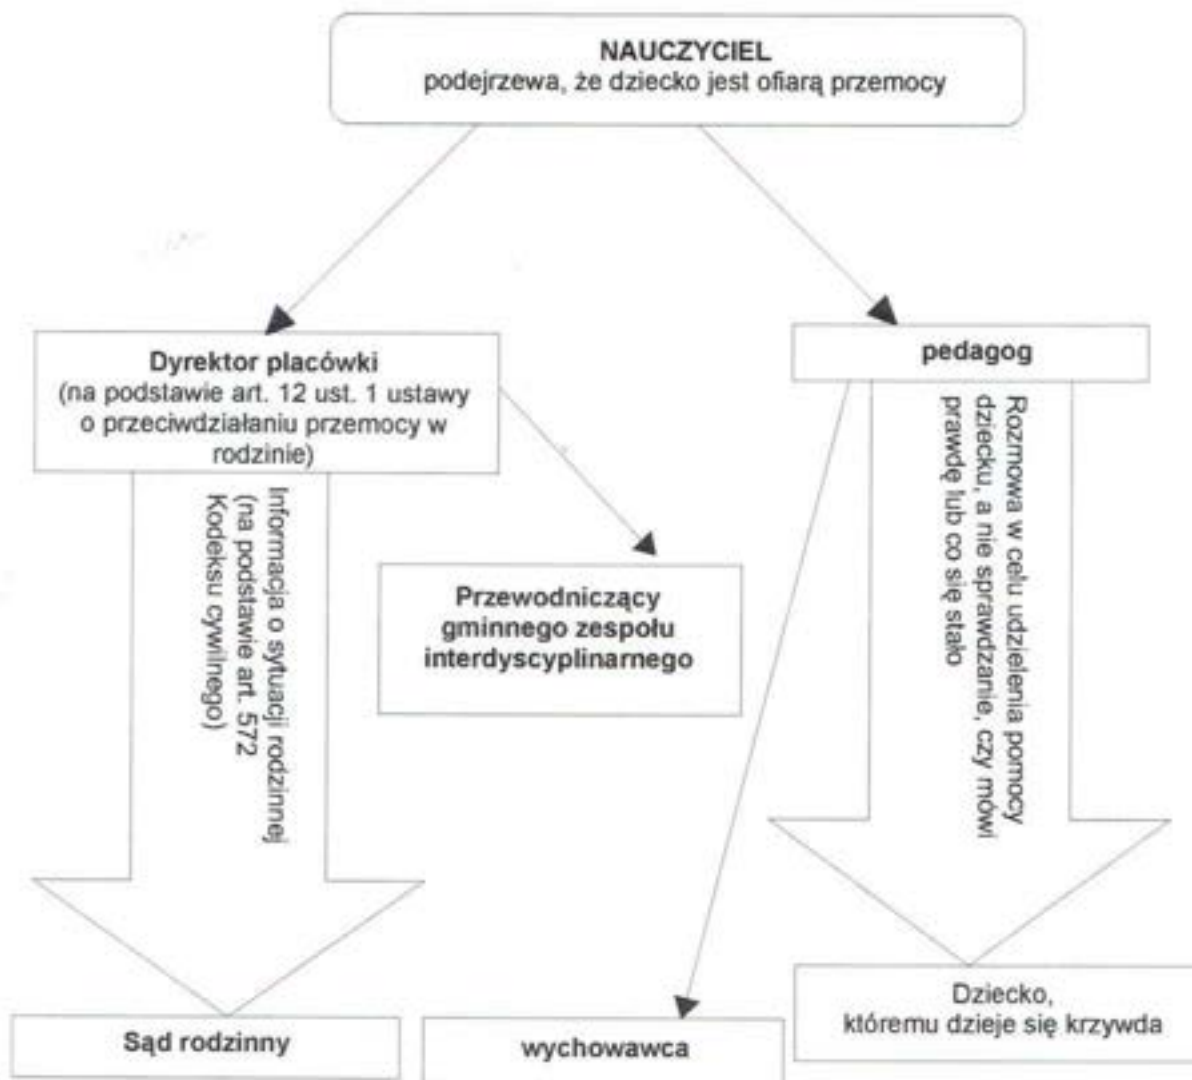 NAUCZYCIEL
podejrzewa, że dziecko jest ofiarą przemocy
Dyrektor placówki
(na podstawie art. 12 ust. 1 ustawy
o przeciwdziałaniu przemocy w
rodzinie)
pedagog
Informacja o sytuacji rodzinnej
(na podstawie art. 572
Kodeksu cywilnego)
Przewodniczący
gminnego zespołu
interdyscyplinarnego
Rozmowa w celu udzielenia pomocy
dziecku, a nie sprawdzanie, czy mówi
prawdę lub co się stało
Sąd rodzinny
wychowawca
Dziecko,
któremu dzieje się krzywda